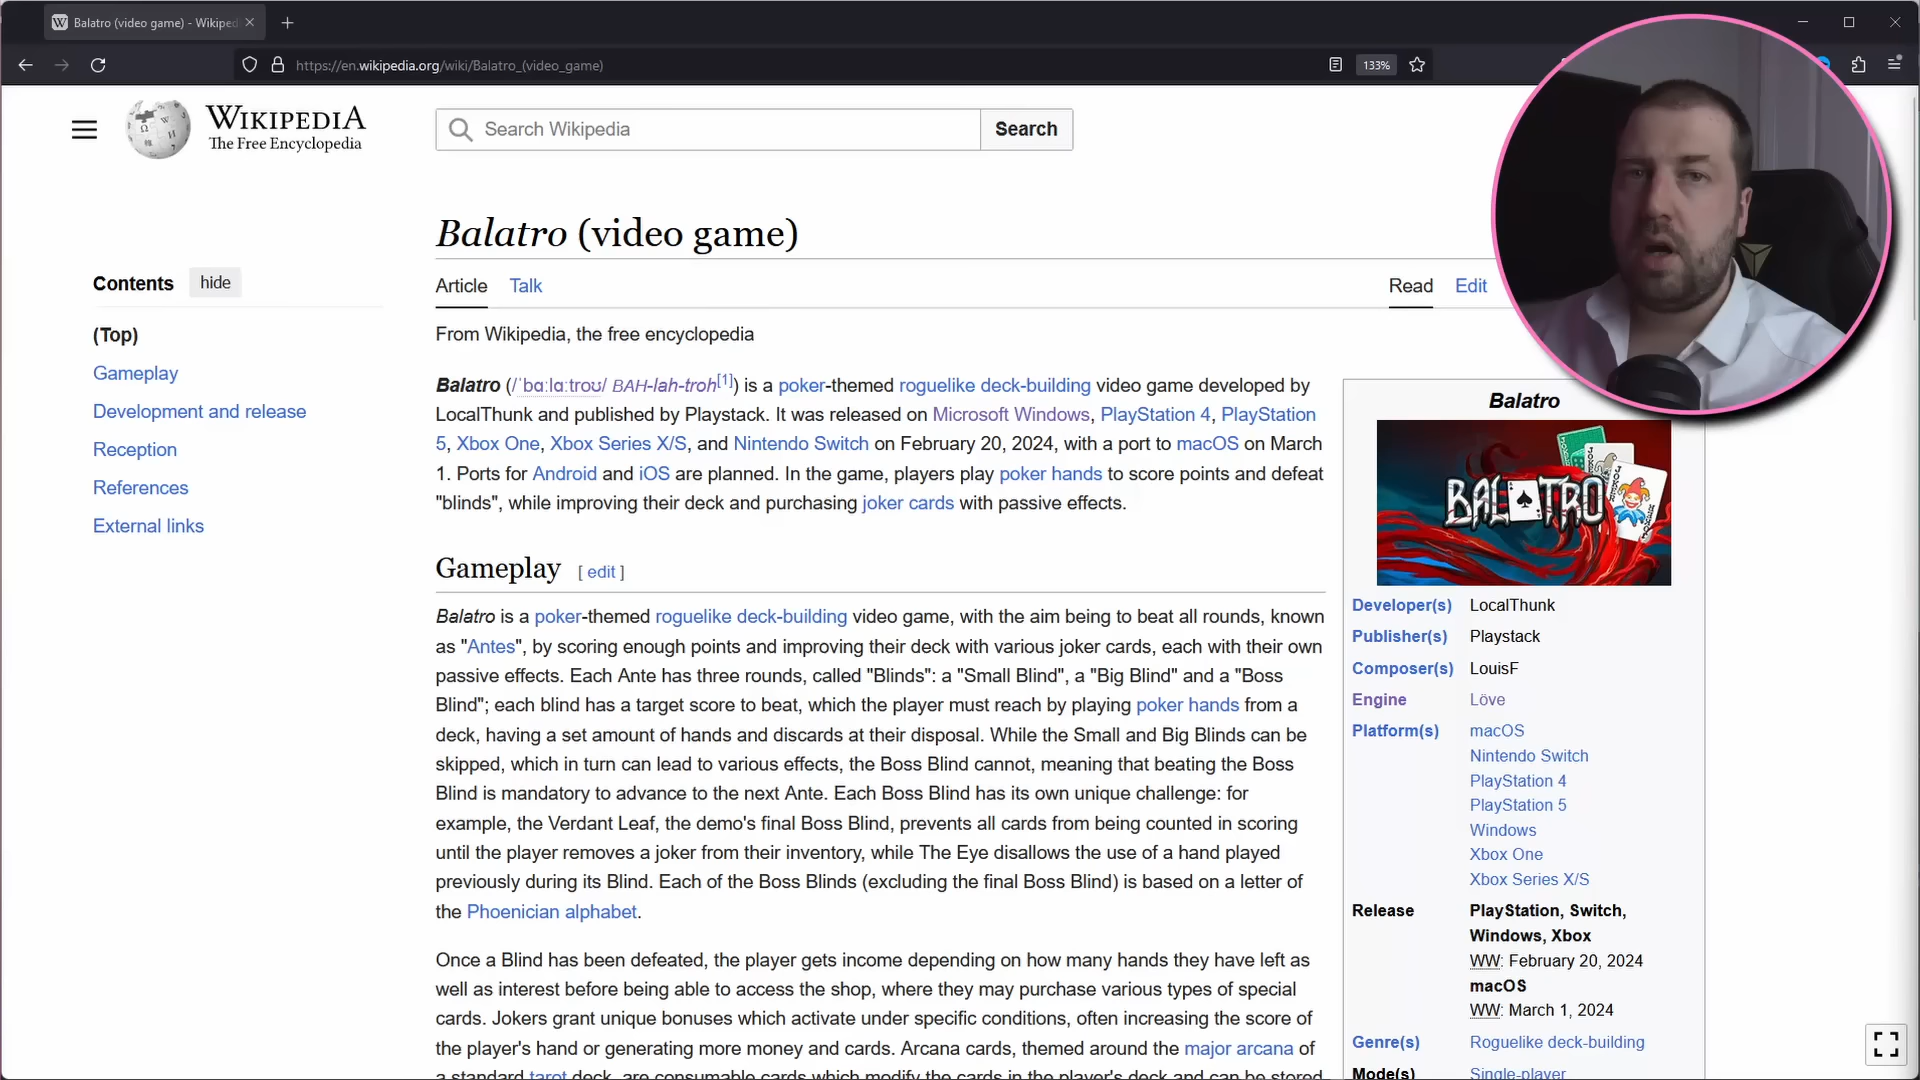 Balatro (video game) - Wikiped
https://en.wikipedia.org/wiki/Balatro_(video_game)
133%
WIKIPEDIA
The Free Encyclopedia
Search Wikipedia
Search
Balatro (video game)
Contents
hide
(Top)
Gameplay
Development and release
Reception
References
External links
Article
Talk
Read
Edit
From Wikipedia, the free encyclopedia
Balatro (/ˈbɑːlɑːtroʊ/ BAH-lah-troh[1]) is a poker-themed roguelike deck-building video game developed by
LocalThunk and published by Playstack. It was released on Microsoft Windows, PlayStation 4, PlayStation
5, Xbox One, Xbox Series X/S, and Nintendo Switch on February 20, 2024, with a port to macOS on March
1. Ports for Android and iOS are planned. In the game, players play poker hands to score points and defeat
"blinds", while improving their deck and purchasing joker cards with passive effects.
Gameplay [ edit ]
Balatro is a poker-themed roguelike deck-building video game, with the aim being to beat all rounds, known
as "Antes", by scoring enough points and improving their deck with various joker cards, each with their own
passive effects. Each Ante has three rounds, called "Blinds": a "Small Blind", a "Big Blind" and a "Boss
Blind"; each blind has a target score to beat, which the player must reach by playing poker hands from a
deck, having a set amount of hands and discards at their disposal. While the Small and Big Blinds can be
skipped, which in turn can lead to various effects, the Boss Blind cannot, meaning that beating the Boss
Blind is mandatory to advance to the next Ante. Each Boss Blind has its own unique challenge: for
example, the Verdant Leaf, the demo's final Boss Blind, prevents all cards from being counted in scoring
until the player removes a joker from their inventory, while The Eye disallows the use of a hand played
previously during its Blind. Each of the Boss Blinds (excluding the final Boss Blind) is based on a letter of
the Phoenician alphabet.
Once a Blind has been defeated, the player gets income depending on how many hands they have left as
well as interest before being able to access the shop, where they may purchase various types of special
cards. Jokers grant unique bonuses which activate under specific conditions, often increasing the score of
the player's hand or generating more money and cards. Arcana cards, themed around the major arcana of
a standard tarot deck, are consumable cards which modify the cards in the player's deck and can be stored
Balatro
BALATRO
JOKER
Developer(s) LocalThunk
Publisher(s) Playstack
Composer(s) LouisF
Engine Löve
Platform(s) macOS
Nintendo Switch
PlayStation 4
PlayStation 5
Windows
Xbox One
Xbox Series X/S
Release PlayStation, Switch,
Windows, Xbox
WW: February 20, 2024
macOS
WW: March 1, 2024
Genre(s) Roguelike deck-building
Mode(s) Single-player